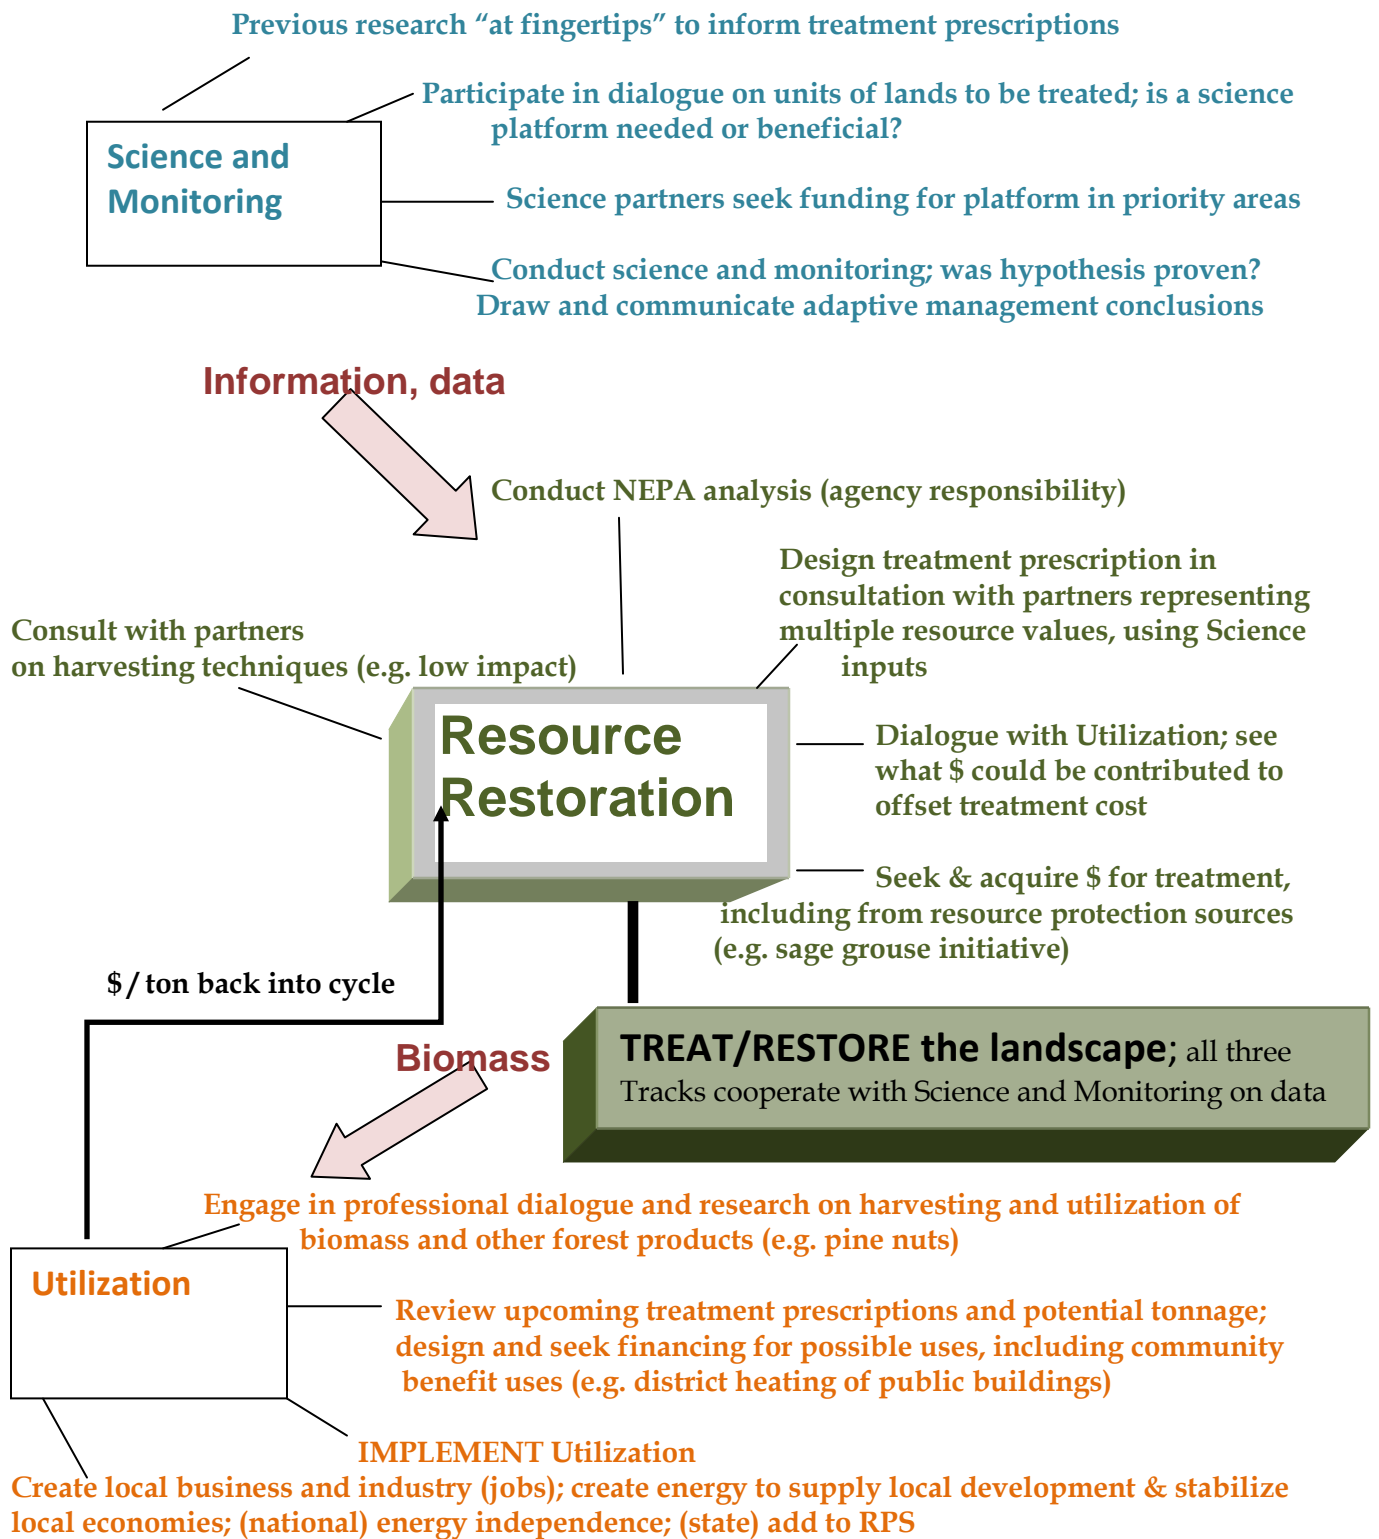 Previous research “at fingertips” to inform treatment prescriptions
Participate in dialogue on units of lands to be treated; is a science
platform needed or beneficial?
Science and
Monitoring
Science partners seek funding for platform in priority areas
Conduct science and monitoring; was hypothesis proven?
Draw and communicate adaptive management conclusions
Information, data
Conduct NEPA analysis (agency responsibility)
Design treatment prescription in
consultation with partners representing
multiple resource values, using Science
inputs
Consult with partners
on harvesting techniques (e.g. low impact)
Resource
Restoration
Dialogue with Utilization; see
what $ could be contributed to
offset treatment cost
Seek & acquire $ for treatment,
including from resource protection sources
(e.g. sage grouse initiative)
$/ton back into cycle
Biomass
TREAT/RESTORE the landscape; all three
Tracks cooperate with Science and Monitoring on data
Engage in professional dialogue and research on harvesting and utilization of
biomass and other forest products (e.g. pine nuts)
Utilization
Review upcoming treatment prescriptions and potential tonnage;
design and seek financing for possible uses, including community
benefit uses (e.g. district heating of public buildings)
IMPLEMENT Utilization
Create local business and industry (jobs); create energy to supply local development & stabilize
local economies; (national) energy independence; (state) add to RPS